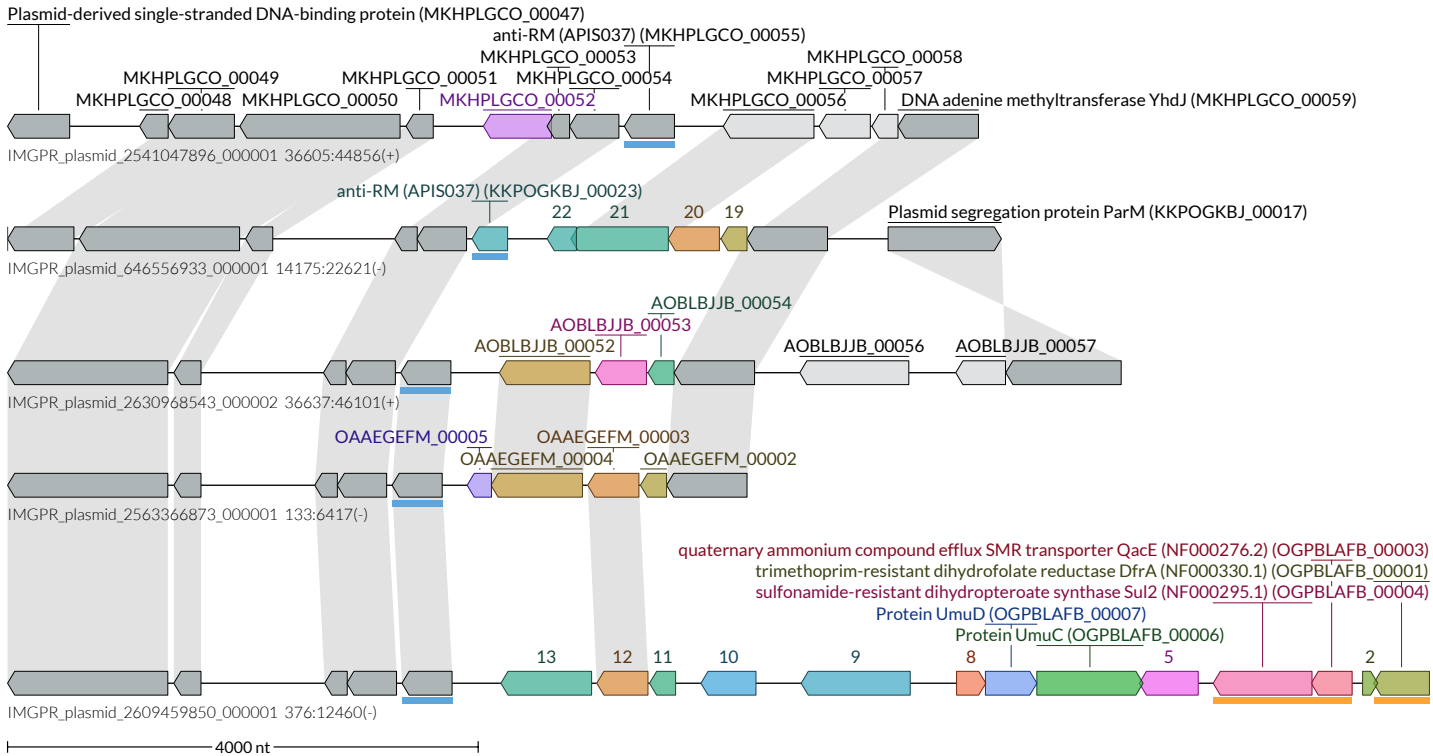 Plasmid-derived single-stranded DNA-binding protein (MKHPLGCO_00047)
anti-RM (APIS037) (MKHPLGCO_00055)
MKHPLGCO_00053 MKHPLGCO_00058
MKHPLGCO_00049 MKHPLGCO_00051 MKHPLGCO_00054 MKHPLGCO_00057
MKHPLGCO_00048 MKHPLGCO_00050 MKHPLGCO_00052 MKHPLGCO_00056 DNA adenine methyltransferase YhdJ (MKHPLGCO_00059)
IMGPR_plasmid_2541047896_000001 36605:44856(+)
anti-RM (APIS037) (KKPOGKBJ_00023)
22 21 20 19 Plasmid segregation protein ParM (KKPOGKBJ_00017)
IMGPR_plasmid_646556933_000001 14175:22621(-)
AOBLBJJB_00054
AOBLBJJB_00053
AOBLBJJB_00052 AOBLBJJB_00056 AOBLBJJB_00057
IMGPR_plasmid_2630968543_000002 36637:46101(+)
OAAEGEFM_00005 OAAEGEFM_00003
OAAEGEFM_00004 OAAEGEFM_00002
IMGPR_plasmid_2563366873_000001 133:6417(-)
quaternary ammonium compound efflux SMR transporter QacE (NF000276.2) (OGPBLAFB_00003)
trimethoprim-resistant dihydrofolate reductase DfrA (NF000330.1) (OGPBLAFB_00001)
sulfonamide-resistant dihydropteroate synthase Sul2 (NF000295.1) (OGPBLAFB_00004)
Protein UmuD (OGPBLAFB_00007)
Protein UmuC (OGPBLAFB_00006)
13 12 11 10 9 8 5 2
IMGPR_plasmid_2609459850_000001 376:12460(-)
4000 nt